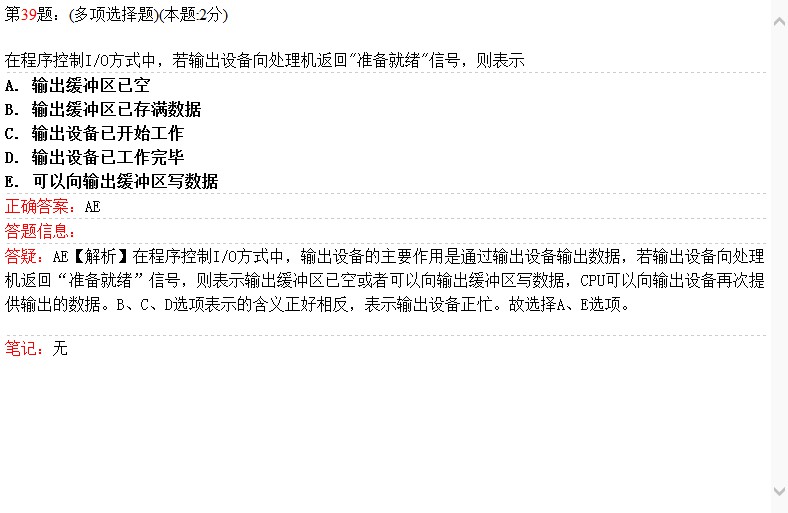 第39题：(多项选择题)(本题:2分)
在程序控制I/O方式中，若输出设备向处理机返回"准备就绪"信号，则表示
A. 输出缓冲区已空
B. 输出缓冲区已存满数据
C. 输出设备已开始工作
D. 输出设备已工作完毕
E. 可以向输出缓冲区写数据
正确答案：AE
答题信息：
答疑：AE【解析】在程序控制I/O方式中，输出设备的主要作用是通过输出设备输出数据，若输出设备向处理
机返回“准备就绪”信号，则表示输出缓冲区已空或者可以向输出缓冲区写数据，CPU可以向输出设备再次提
供输出的数据。B、C、D选项表示的含义正好相反，表示输出设备正忙。故选择A、E选项。
笔记：无